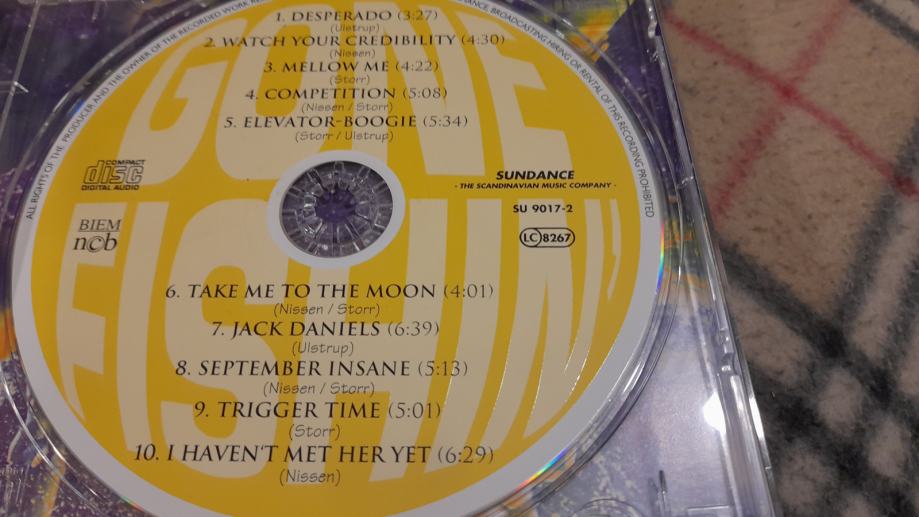 ALL RIGHTS OF THE PRODUCER AND THE OWNER OF THE RECORDED WORK RE
NCE BROADCASTING HIRING OR RENTAL OF THIS RECORDING PROHIBITED
GONE
FISHIN'
1. DESPERADO (3:27)
(Ulstrup)
2. WATCH YOUR CREDIBILITY (4:30)
(Nissen)
3. MELLOW ME (4:22)
(Storr)
4. COMPETITION (5:08)
(Nissen / Storr)
5. ELEVATOR-BOOGIE (5:34)
(Storr / Ulstrup)
COMPACT
disc
DIGITAL AUDIO
BIEM
n©b
SUNDANCE
- THE SCANDINAVIAN MUSIC COMPANY -
SU 9017-2
LC 8267
6. TAKE ME TO THE MOON (4:01)
(Nissen / Storr)
7. JACK DANIELS (6:39)
(Ulstrup)
8. SEPTEMBER INSANE (5:13)
(Nissen / Storr)
9. TRIGGER TIME (5:01)
(Storr)
10. I HAVEN'T MET HER YET (6:29)
(Nissen)